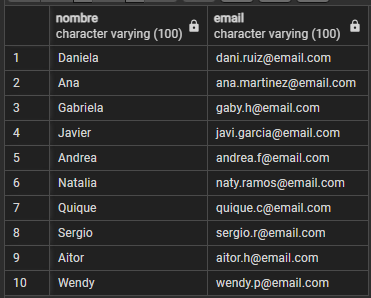 nombre email
character varying (100) character varying (100)
1 Daniela dani.ruiz@email.com
2 Ana ana.martinez@email.com
3 Gabriela gaby.h@email.com
4 Javier javi.garcia@email.com
5 Andrea andrea.f@email.com
6 Natalia naty.ramos@email.com
7 Quique quique.c@email.com
8 Sergio sergio.r@email.com
9 Aitor aitor.h@email.com
10 Wendy wendy.p@email.com